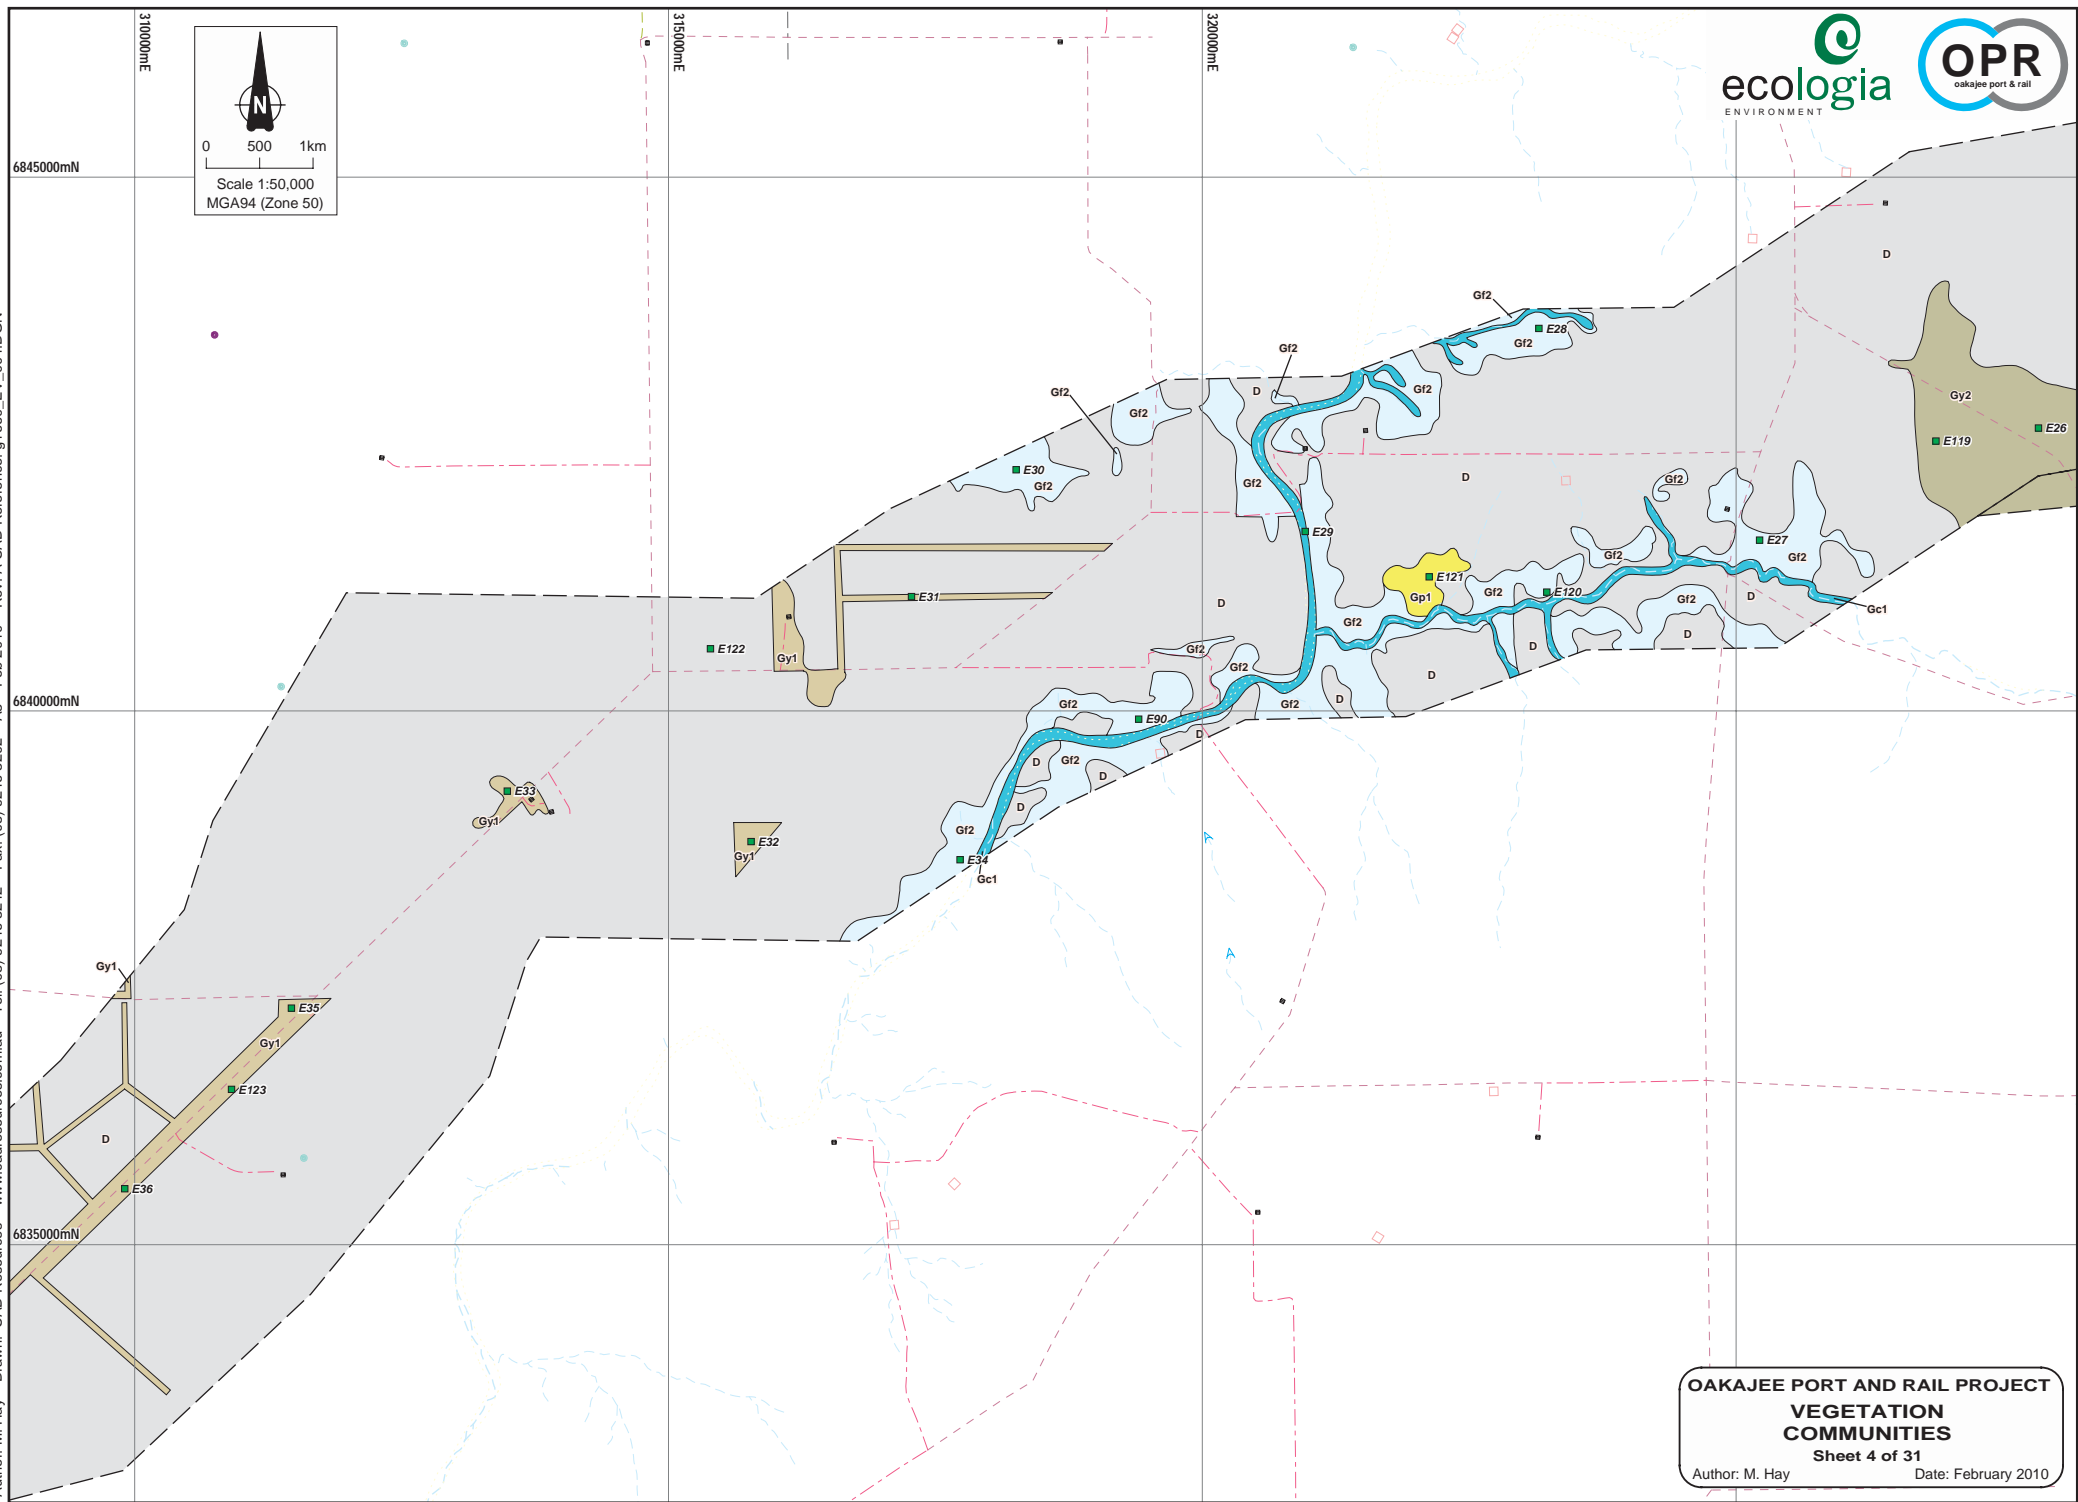 310000mE
315000mE
320000mE
N
0 500 1km
Scale 1:50,000
MGA94 (Zone 50)
ecologia
ENVIRONMENT
OPR
oakajee port & rail
6845000mN
D
Gf2
E28
Gf2
Gf2
Gf2
D
Gf2
Gf2
Gy2
E26
E119
E30
Gf2
Gf2
D
Gf2
E29
E27
Gf2
Gf2
E121
Gp1
E120
Gf2
Gf2
D
Gc1
E31
D
Gf2
D
D
E122
Gy1
Gf2
Gf2
D
D
Gf2
6840000mN
Gf2
E90
D
D
Gf2
D
D
E33
Gy1
E32
Gy1
Gf2
E34
Gc1
Gy1
E35
Gy1
E123
D
E36
6835000mN
OAKAJEE PORT AND RAIL PROJECT
VEGETATION
COMMUNITIES
Sheet 4 of 31
Author: M. Hay Date: February 2010